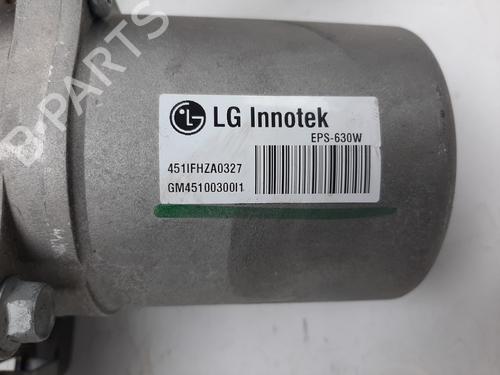 B-PARTS
LG Innotek
EPS-630W
451IFHZA0327
GM45100300I1